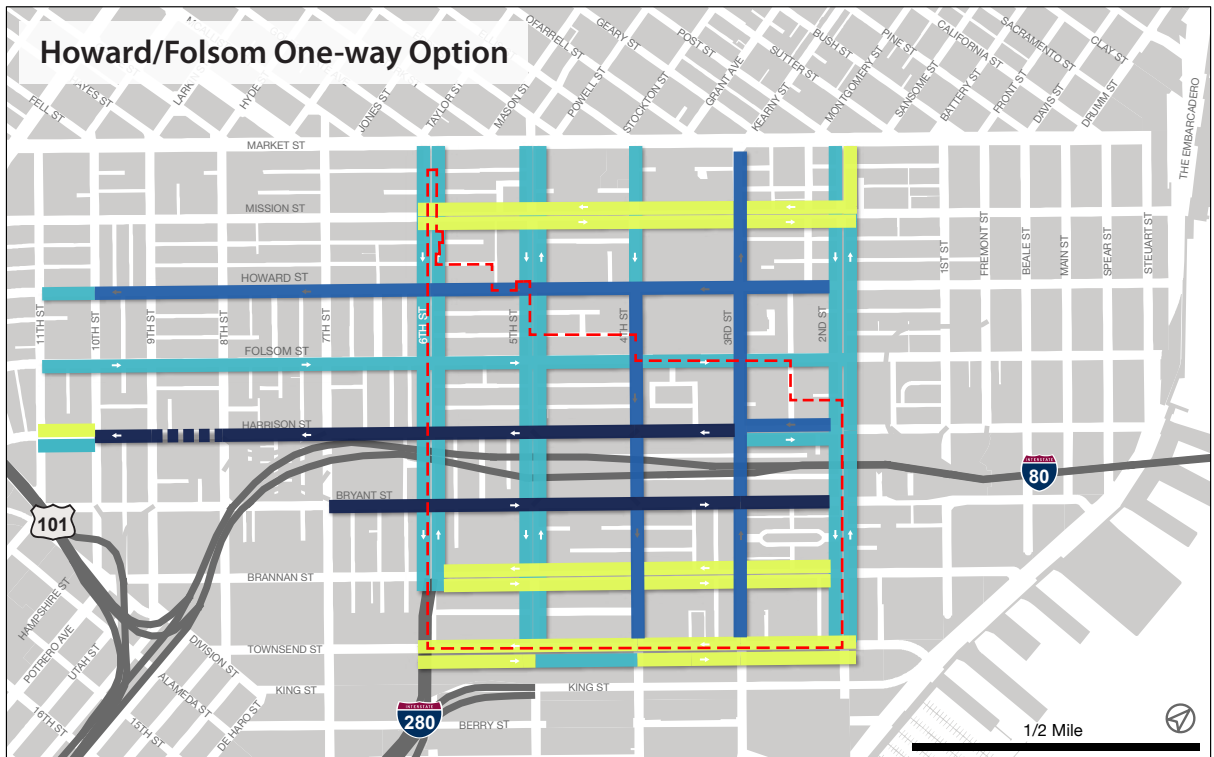 Howard/Folsom One-way Option
OFARRELL ST
GEARY ST
POST ST
SUTTER ST
BUSH ST
PINE ST
CALIFORNIA ST
SACRAMENTO ST
CLAY ST
FELL ST
HAYES ST
LARKIN
HYDE
JONES ST
TAYLOR ST
MASON ST
POWELL ST
STOCKTON ST
GRANT AVE
KEARNY ST
MONTGOMERY ST
SANSOME ST
BATTERY ST
FRONT ST
DAVIS ST
DRUMM ST
THE EMBARCADERO
MARKET ST
MISSION ST
HOWARD ST
11TH ST
10TH ST
9TH ST
8TH ST
7TH ST
6TH ST
5TH ST
4TH ST
3RD ST
2ND ST
1ST ST
FREMONT ST
BEALE ST
MAIN ST
SPEAR ST
STEUART ST
FOLSOM ST
HARRISON ST
INTERSTATE
80
BRYANT ST
101
BRANNAN ST
HAMPSHIRE ST
POTRERO AVE
UTAH ST
DIVISION ST
TOWNSEND ST
ALAMEDA ST
DE HARO ST
16TH ST
15TH ST
KING ST
KING ST
INTERSTATE
280
BERRY ST
1/2 Mile